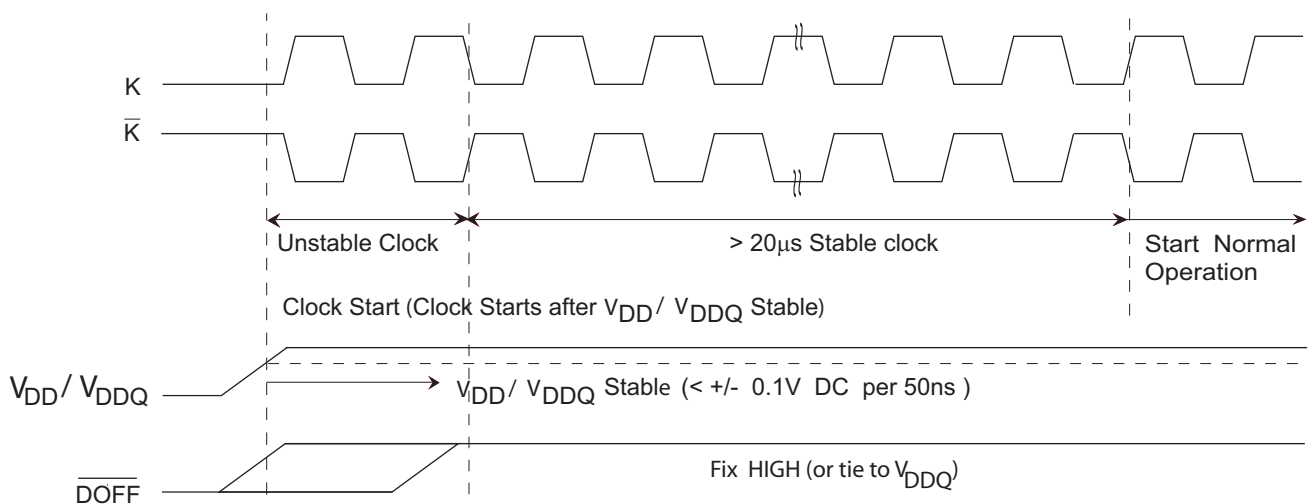 K
K
Unstable Clock
> 20μs Stable clock
Start Normal
Operation
Clock Start (Clock Starts after VDD / VDDQ Stable)
VDD / VDDQ
VDD / VDDQ Stable (< +/- 0.1V DC per 50ns )
Fix HIGH (or tie to VDDQ)
DOFF